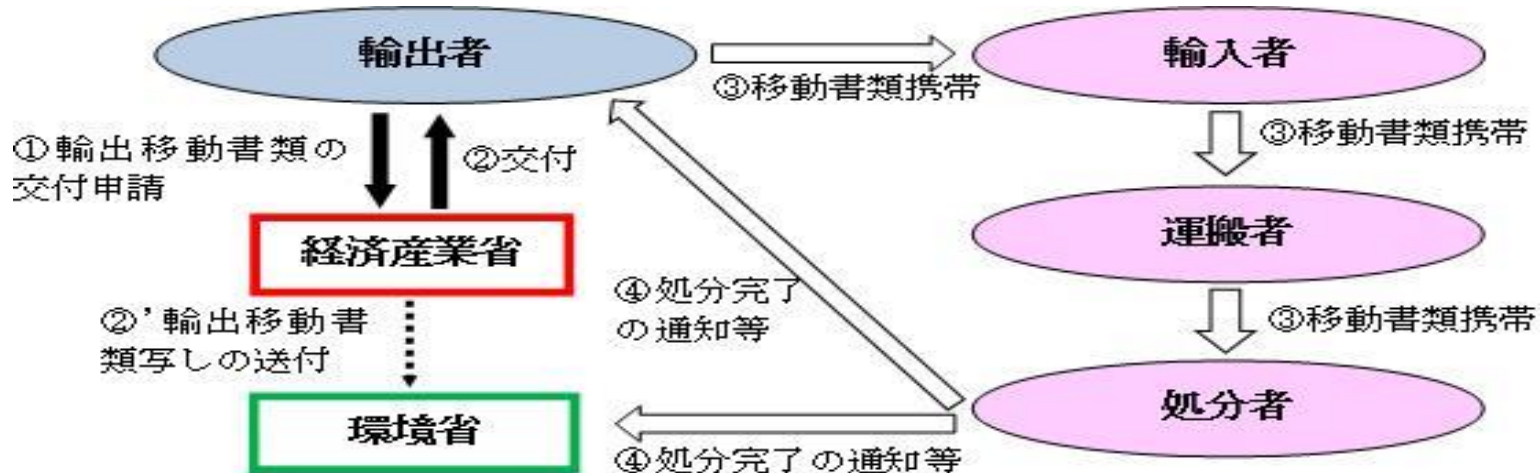 輸出者
輸入者
③移動書類携帯
①輸出移動書類の
交付申請
②交付
③移動書類携帯
経済産業省
運搬者
②’輸出移動書
類写しの送付
④処分完了
の通知等
③移動書類携帯
環境省
処分者
④処分完了の通知等